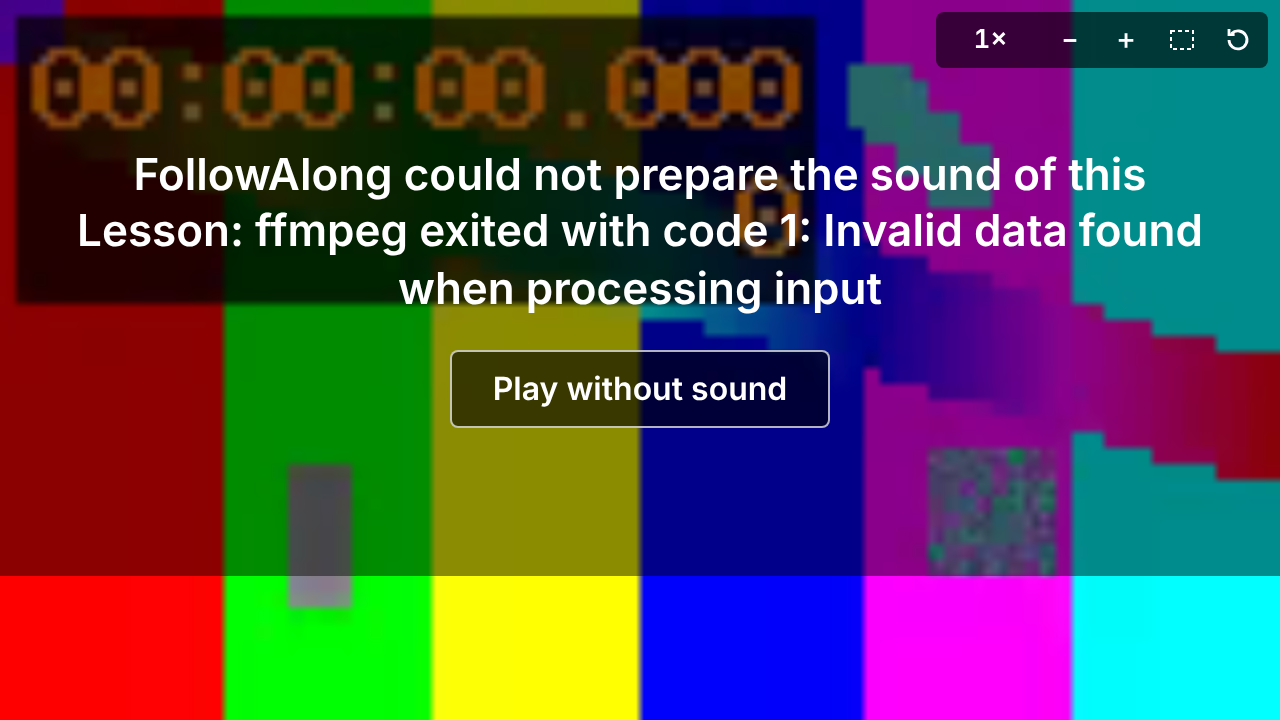 1× − +
00:00:00.000
FollowAlong could not prepare the sound of this
0
Lesson: ffmpeg exited with code 1: Invalid data found
when processing input
Play without sound